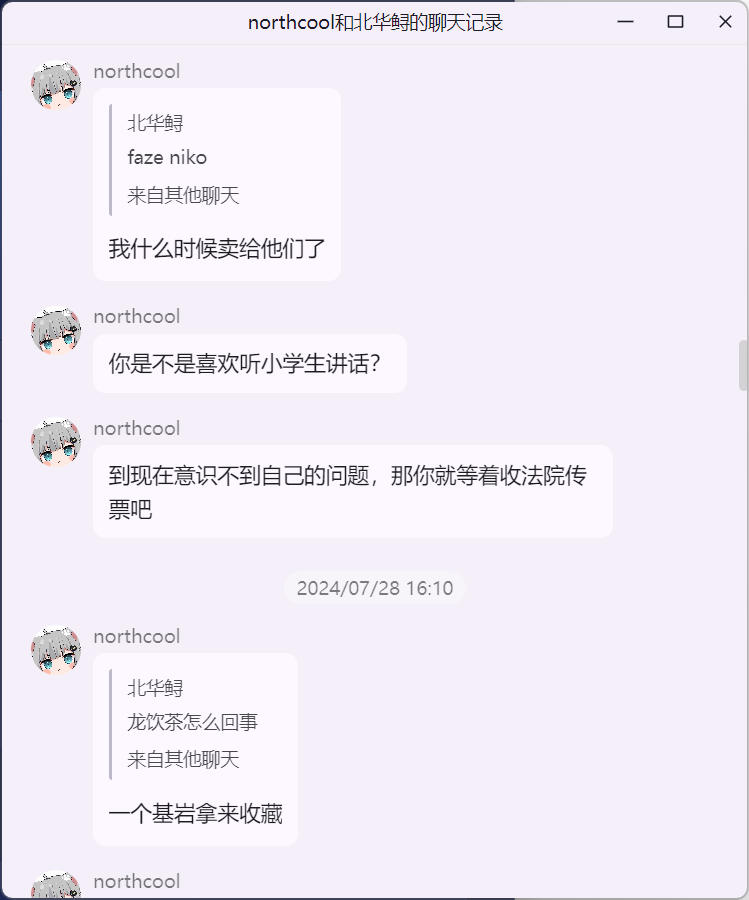 northcool和北华鲟的聊天记录
northcool
北华鲟
faze niko
来自其他聊天
我什么时候卖给他们了
northcool
你是不是喜欢听小学生讲话？
northcool
到现在意识不到自己的问题，那你就等着收法院传
票吧
2024/07/28 16:10
northcool
北华鲟
龙饮茶怎么回事
来自其他聊天
一个基岩拿来收藏
northcool